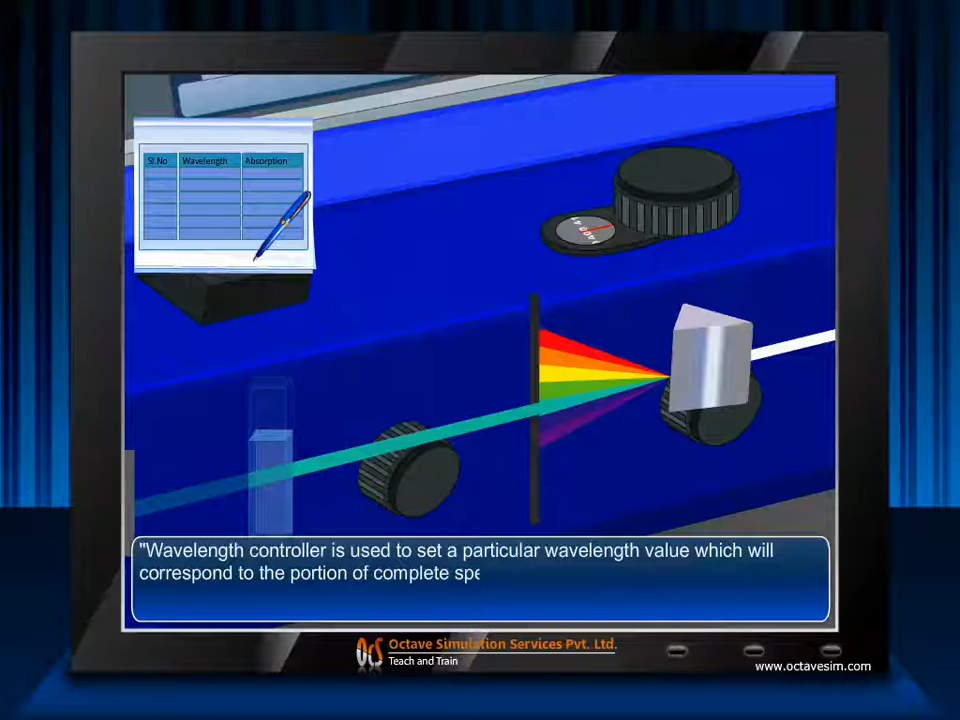 Sl.No Wavelength Absorption
"Wavelength controller is used to set a particular wavelength value which will
correspond to the portion of complete spe
OcS Octave Simulation Services Pvt. Ltd.
Teach and Train
www.octavesim.com